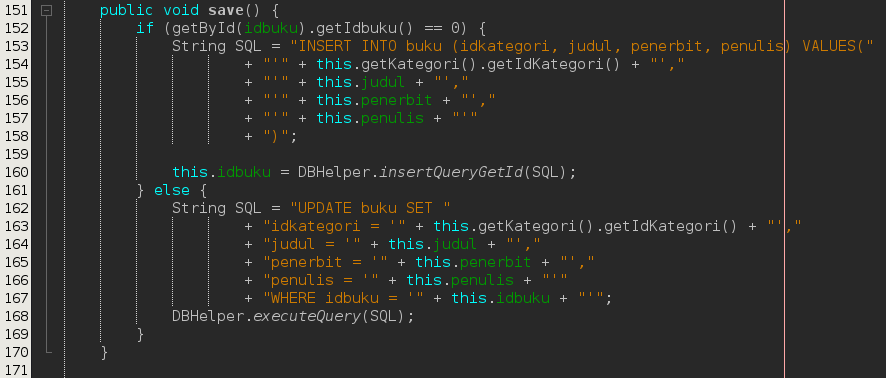 151 public void save() {
152 if (getById(idbuku).getIdbuku() == 0) {
153 String SQL = "INSERT INTO buku (idkategori, judul, penerbit, penulis) VALUES("
154 + "'" + this.getKategori().getIdKategori() + "',"
155 + "'" + this.judul + "',"
156 + "'" + this.penerbit + "',"
157 + "'" + this.penulis + "'"
158 + ")";
159
160 this.idbuku = DBHelper.insertQueryGetId(SQL);
161 } else {
162 String SQL = "UPDATE buku SET "
163 + "idkategori = '" + this.getKategori().getIdKategori() + "',"
164 + "judul = '" + this.judul + "',"
165 + "penerbit = '" + this.penerbit + "',"
166 + "penulis = '" + this.penulis + "'"
167 + "WHERE idbuku = '" + this.idbuku + "'";
168 DBHelper.executeQuery(SQL);
169 }
170 }
171